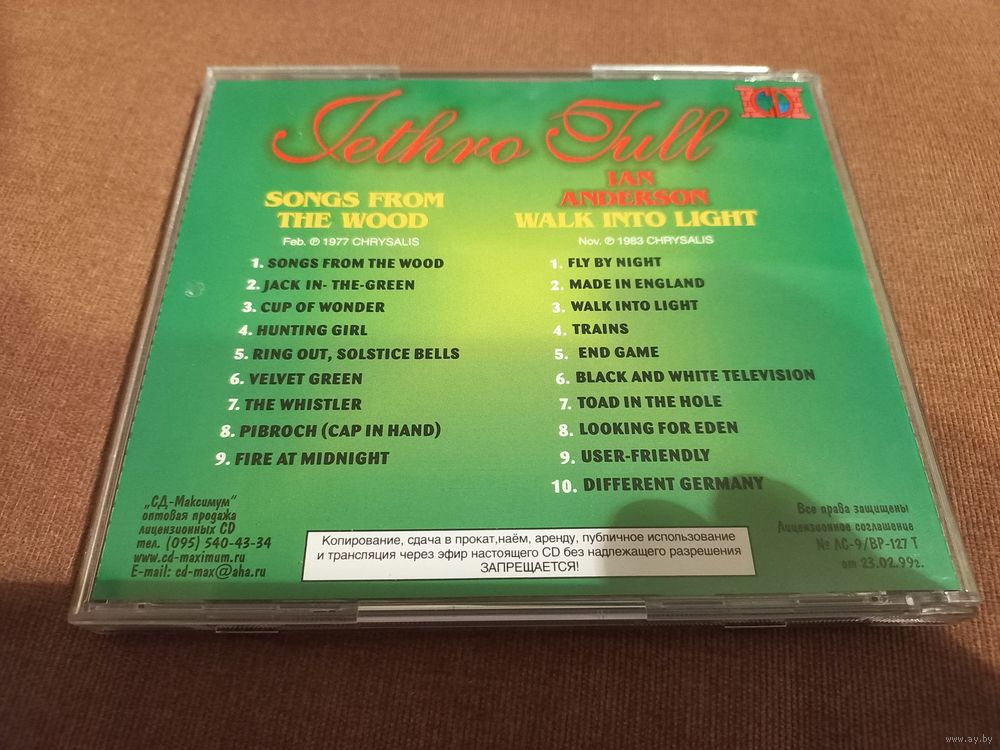 Jethro Tull
CD
SONGS FROM
THE WOOD
Feb. ℗ 1977 CHRYSALIS
1. SONGS FROM THE WOOD
2. JACK IN- THE-GREEN
3. CUP OF WONDER
4. HUNTING GIRL
5. RING OUT, SOLSTICE BELLS
6. VELVET GREEN
7. THE WHISTLER
8. PIBROCH (CAP IN HAND)
9. FIRE AT MIDNIGHT
IAN
ANDERSON
WALK INTO LIGHT
Nov. ℗ 1983 CHRYSALIS
1. FLY BY NIGHT
2. MADE IN ENGLAND
3. WALK INTO LIGHT
4. TRAINS
5. END GAME
6. BLACK AND WHITE TELEVISION
7. TOAD IN THE HOLE
8. LOOKING FOR EDEN
9. USER-FRIENDLY
10. DIFFERENT GERMANY
„СД-Максимум"
оптовая продажа
лицензионных CD
тел. (095) 540-43-34
www.cd-maximum.ru
E-mail: cd-max@aha.ru
Копирование, сдача в прокат,наём, аренду, публичное использование
и трансляция через эфир настоящего CD без надлежащего разрешения
ЗАПРЕЩАЕТСЯ!
Все права защищены
Лицензионное соглашение
№ ЛС-9/ВР-127 Т
от 23.02.99г.
www.ay.by